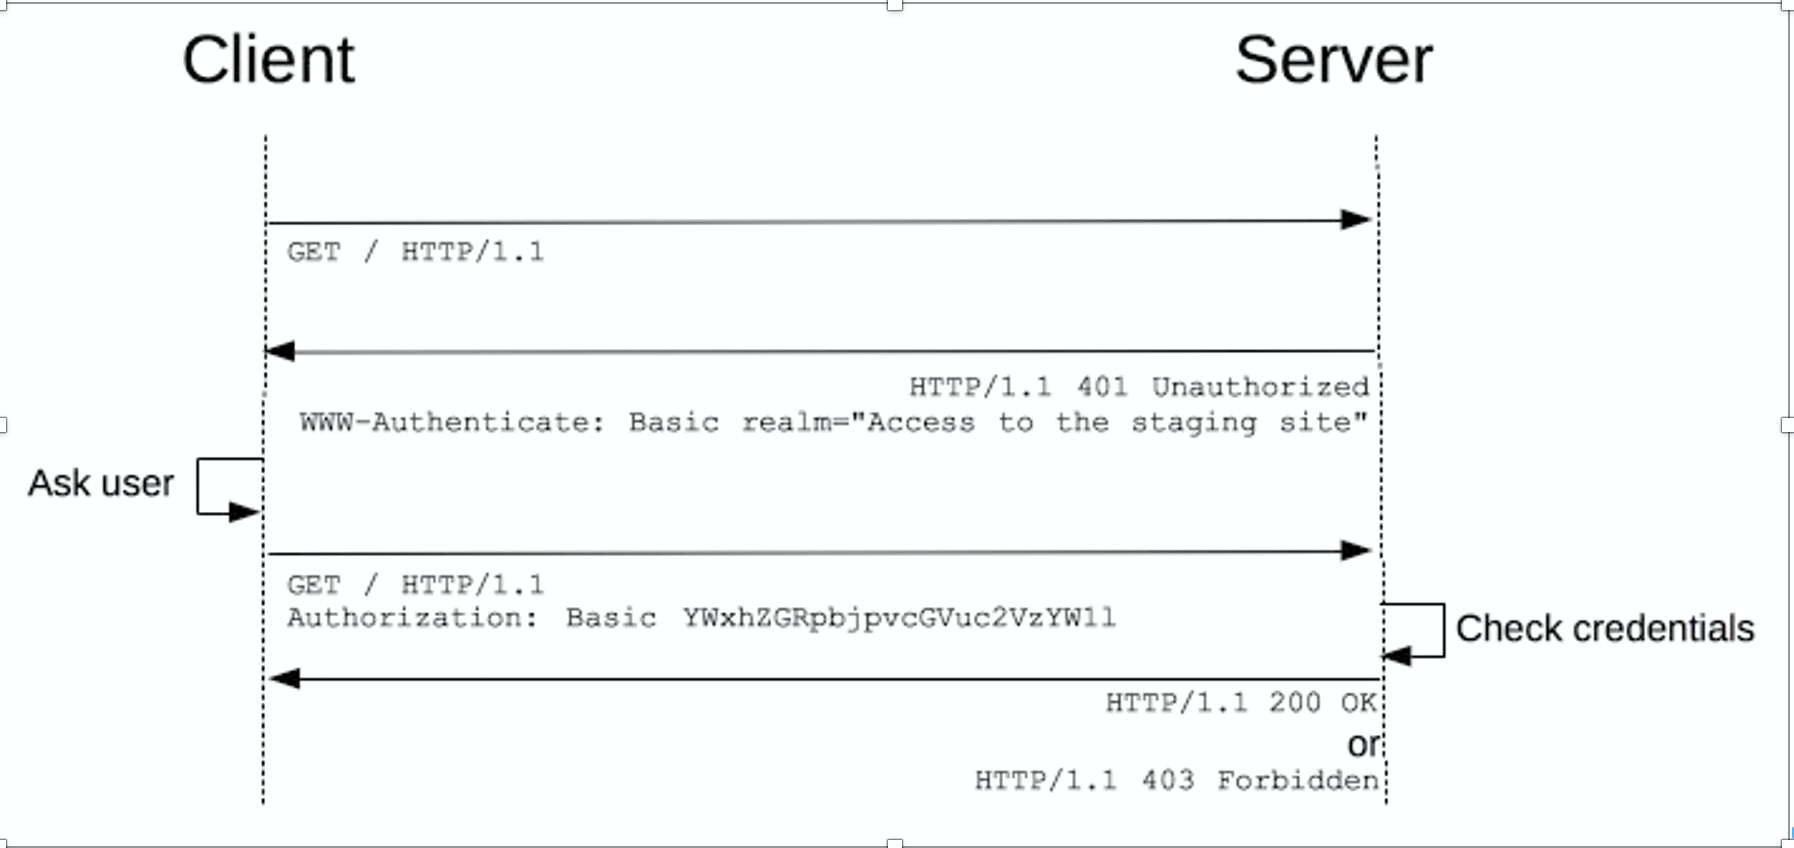 Client
Server
GET / HTTP/1.1
HTTP/1.1 401 Unauthorized
WWW-Authenticate: Basic realm="Access to the staging site"
Ask user
GET / HTTP/1.1
Authorization: Basic YWxhZGRpbjpvcGVuc2VzYW1l
Check credentials
HTTP/1.1 200 OK
or
HTTP/1.1 403 Forbidden